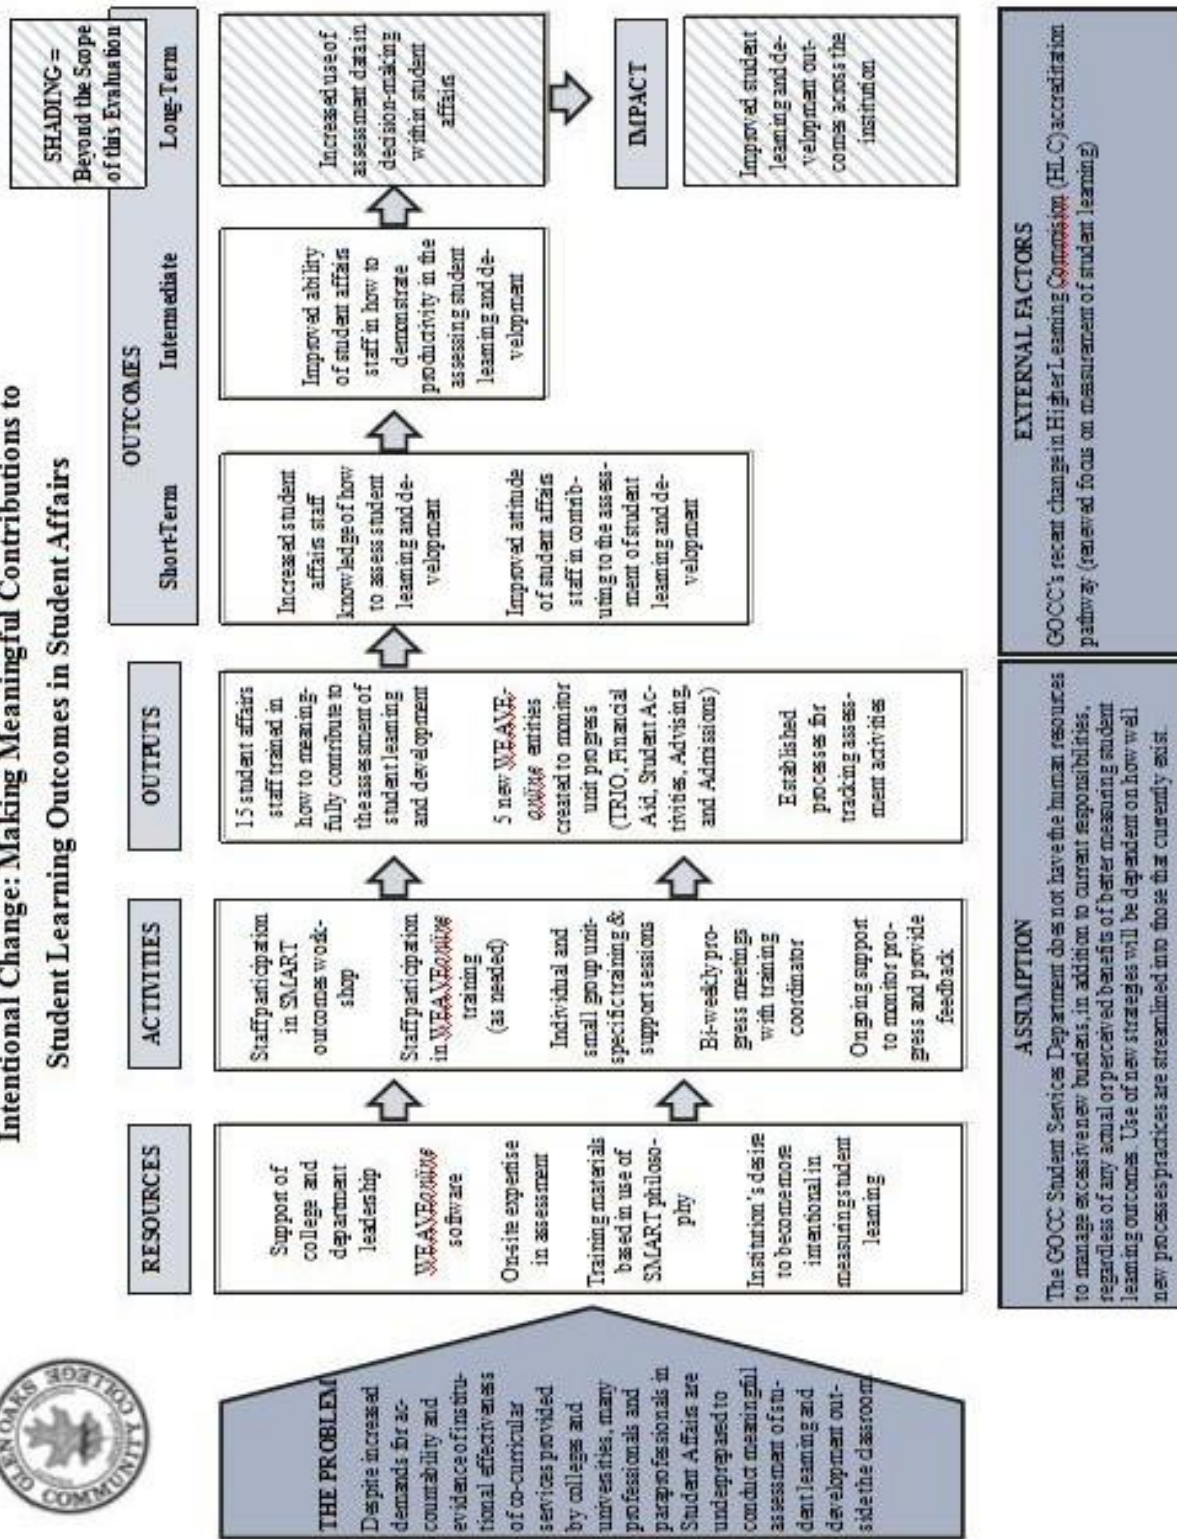 Intentional Change: Making Meaningful Contributions to
Student Learning Outcomes in Student Affairs
GLEN OAKS COMMUNITY COLLEGE
SHADING =
Beyond the Scope
of this Evaluation
THE PROBLEM
Despite increased
demands for ac-
countability and
evidence of institu-
tional effectiveness
of co-curricular
services provided
by colleges and
universities, many
professionals and
paraprofessionals in
Student Affairs are
underprepared to
conduct meaningful
assessment of stu-
dent learning and
development out-
side the classroom.
RESOURCES
Support of
college and
department
leadership
WEAVEonline
software
On-site expertise
in assessment
Training materials
based in use of
SMART philoso-
phy
Institution's desire
to become more
intentional in
measuring student
learning
ACTIVITIES
Staff participation
in SMART
outcomes work-
shop
Staff participation
in WEAVEonline
training
(as needed)
Individual and
small group unit-
specific training &
support sessions
Bi-weekly pro-
gress meetings
with training
coordinator
Ongoing support
to monitor pro-
gress and provide
feedback
OUTPUTS
15 student affairs
staff trained in
how to meaning-
fully contribute to
the assessment of
student learning
and development
5 new WEAVE-
online entities
created to monitor
unit progress
(TRIO, Financial
Aid, Student Ac-
tivities, Advising,
and Admissions)
Established
processes for
tracking assess-
ment activities
OUTCOMES
Short-Term
Intermediate
Long-Term
Increased student
affairs staff
knowledge of how
to assess student
learning and de-
velopment
Improved attitude
of student affairs
staff in contrib-
uting to the assess-
ment of student
learning and de-
velopment
Improved ability
of student affairs
staff in how to
demonstrate
productivity in the
assessing student
learning and de-
velopment
Increased use of
assessment data in
decision-making
within student
affairs
IMPACT
Improved student
learning and de-
velopment out-
comes across the
institution
ASSUMPTION
The GOCC Student Services Department does not have the human resources
to manage excessive new burdens, in addition to current responsibilities,
regardless of any actual or perceived benefits of better measuring student
learning outcomes. Use of new strategies will be dependent on how well
new processes/practices are streamlined into those that currently exist.
EXTERNAL FACTORS
GOCC's recent change in Higher Learning Commision (HLC) accreditation
pathway (renewed focus on measurement of student learning)